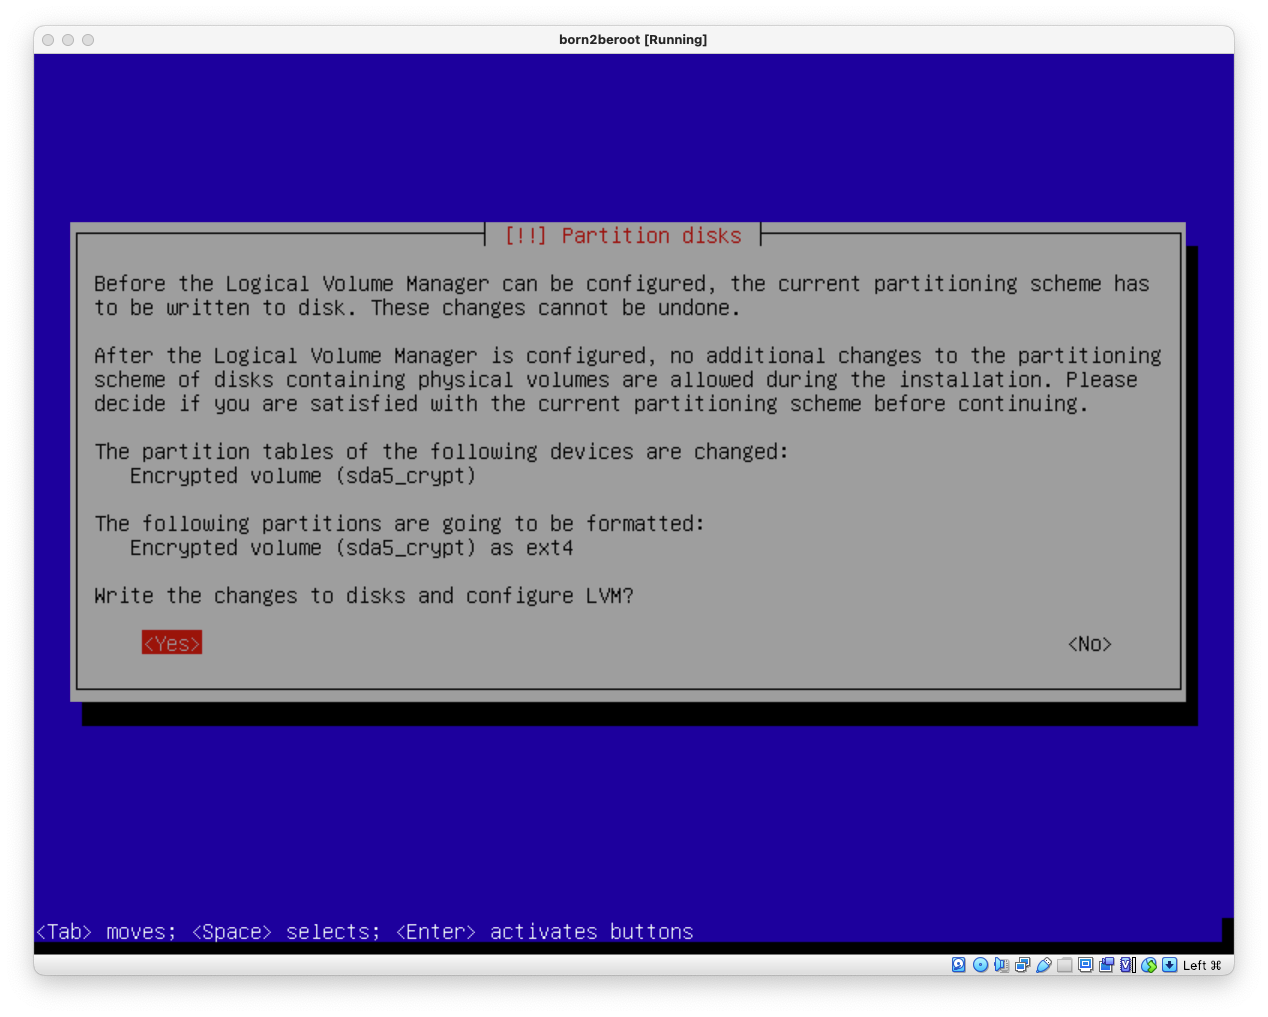 born2beroot [Running]
[!!] Partition disks
Before the Logical Volume Manager can be configured, the current partitioning scheme has
to be written to disk. These changes cannot be undone.
After the Logical Volume Manager is configured, no additional changes to the partitioning
scheme of disks containing physical volumes are allowed during the installation. Please
decide if you are satisfied with the current partitioning scheme before continuing.
The partition tables of the following devices are changed:
Encrypted volume (sda5_crypt)
The following partitions are going to be formatted:
Encrypted volume (sda5_crypt) as ext4
Write the changes to disks and configure LVM?
<Yes> <No>
<Tab> moves; <Space> selects; <Enter> activates buttons
Left ⌘